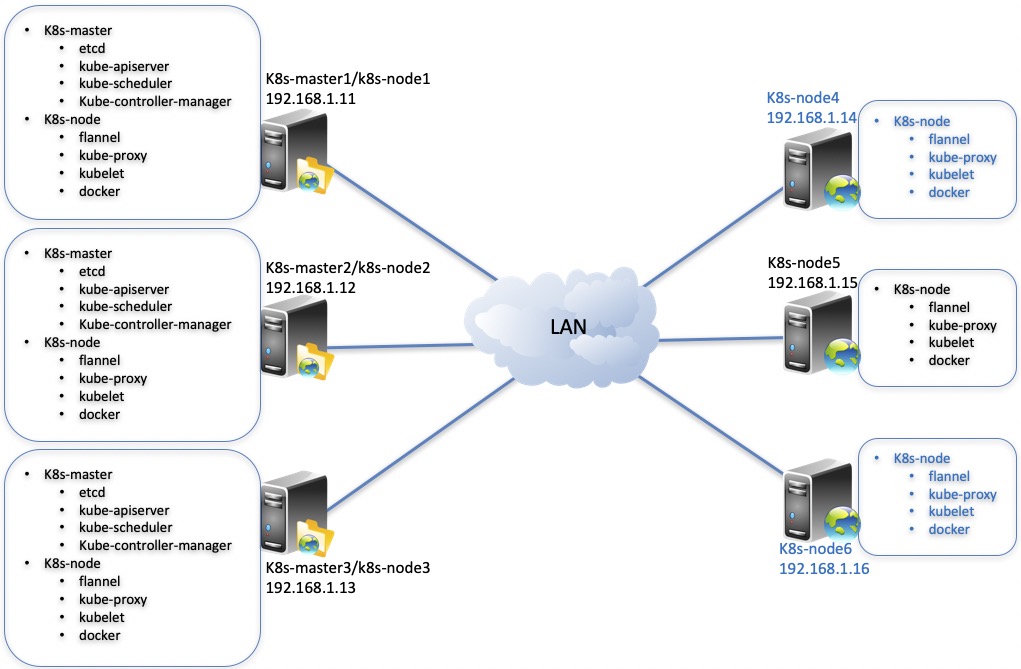 K8s-master
etcd
kube-apiserver
kube-scheduler
Kube-controller-manager
K8s-node
flannel
kube-proxy
kubelet
docker
K8s-master1/k8s-node1
192.168.1.11
K8s-master
etcd
kube-apiserver
kube-scheduler
Kube-controller-manager
K8s-node
flannel
kube-proxy
kubelet
docker
K8s-master2/k8s-node2
192.168.1.12
K8s-master
etcd
kube-apiserver
kube-scheduler
Kube-controller-manager
K8s-node
flannel
kube-proxy
kubelet
docker
K8s-master3/k8s-node3
192.168.1.13
LAN
K8s-node4
192.168.1.14
K8s-node
flannel
kube-proxy
kubelet
docker
K8s-node5
192.168.1.15
K8s-node
flannel
kube-proxy
kubelet
docker
K8s-node
flannel
kube-proxy
kubelet
docker
K8s-node6
192.168.1.16